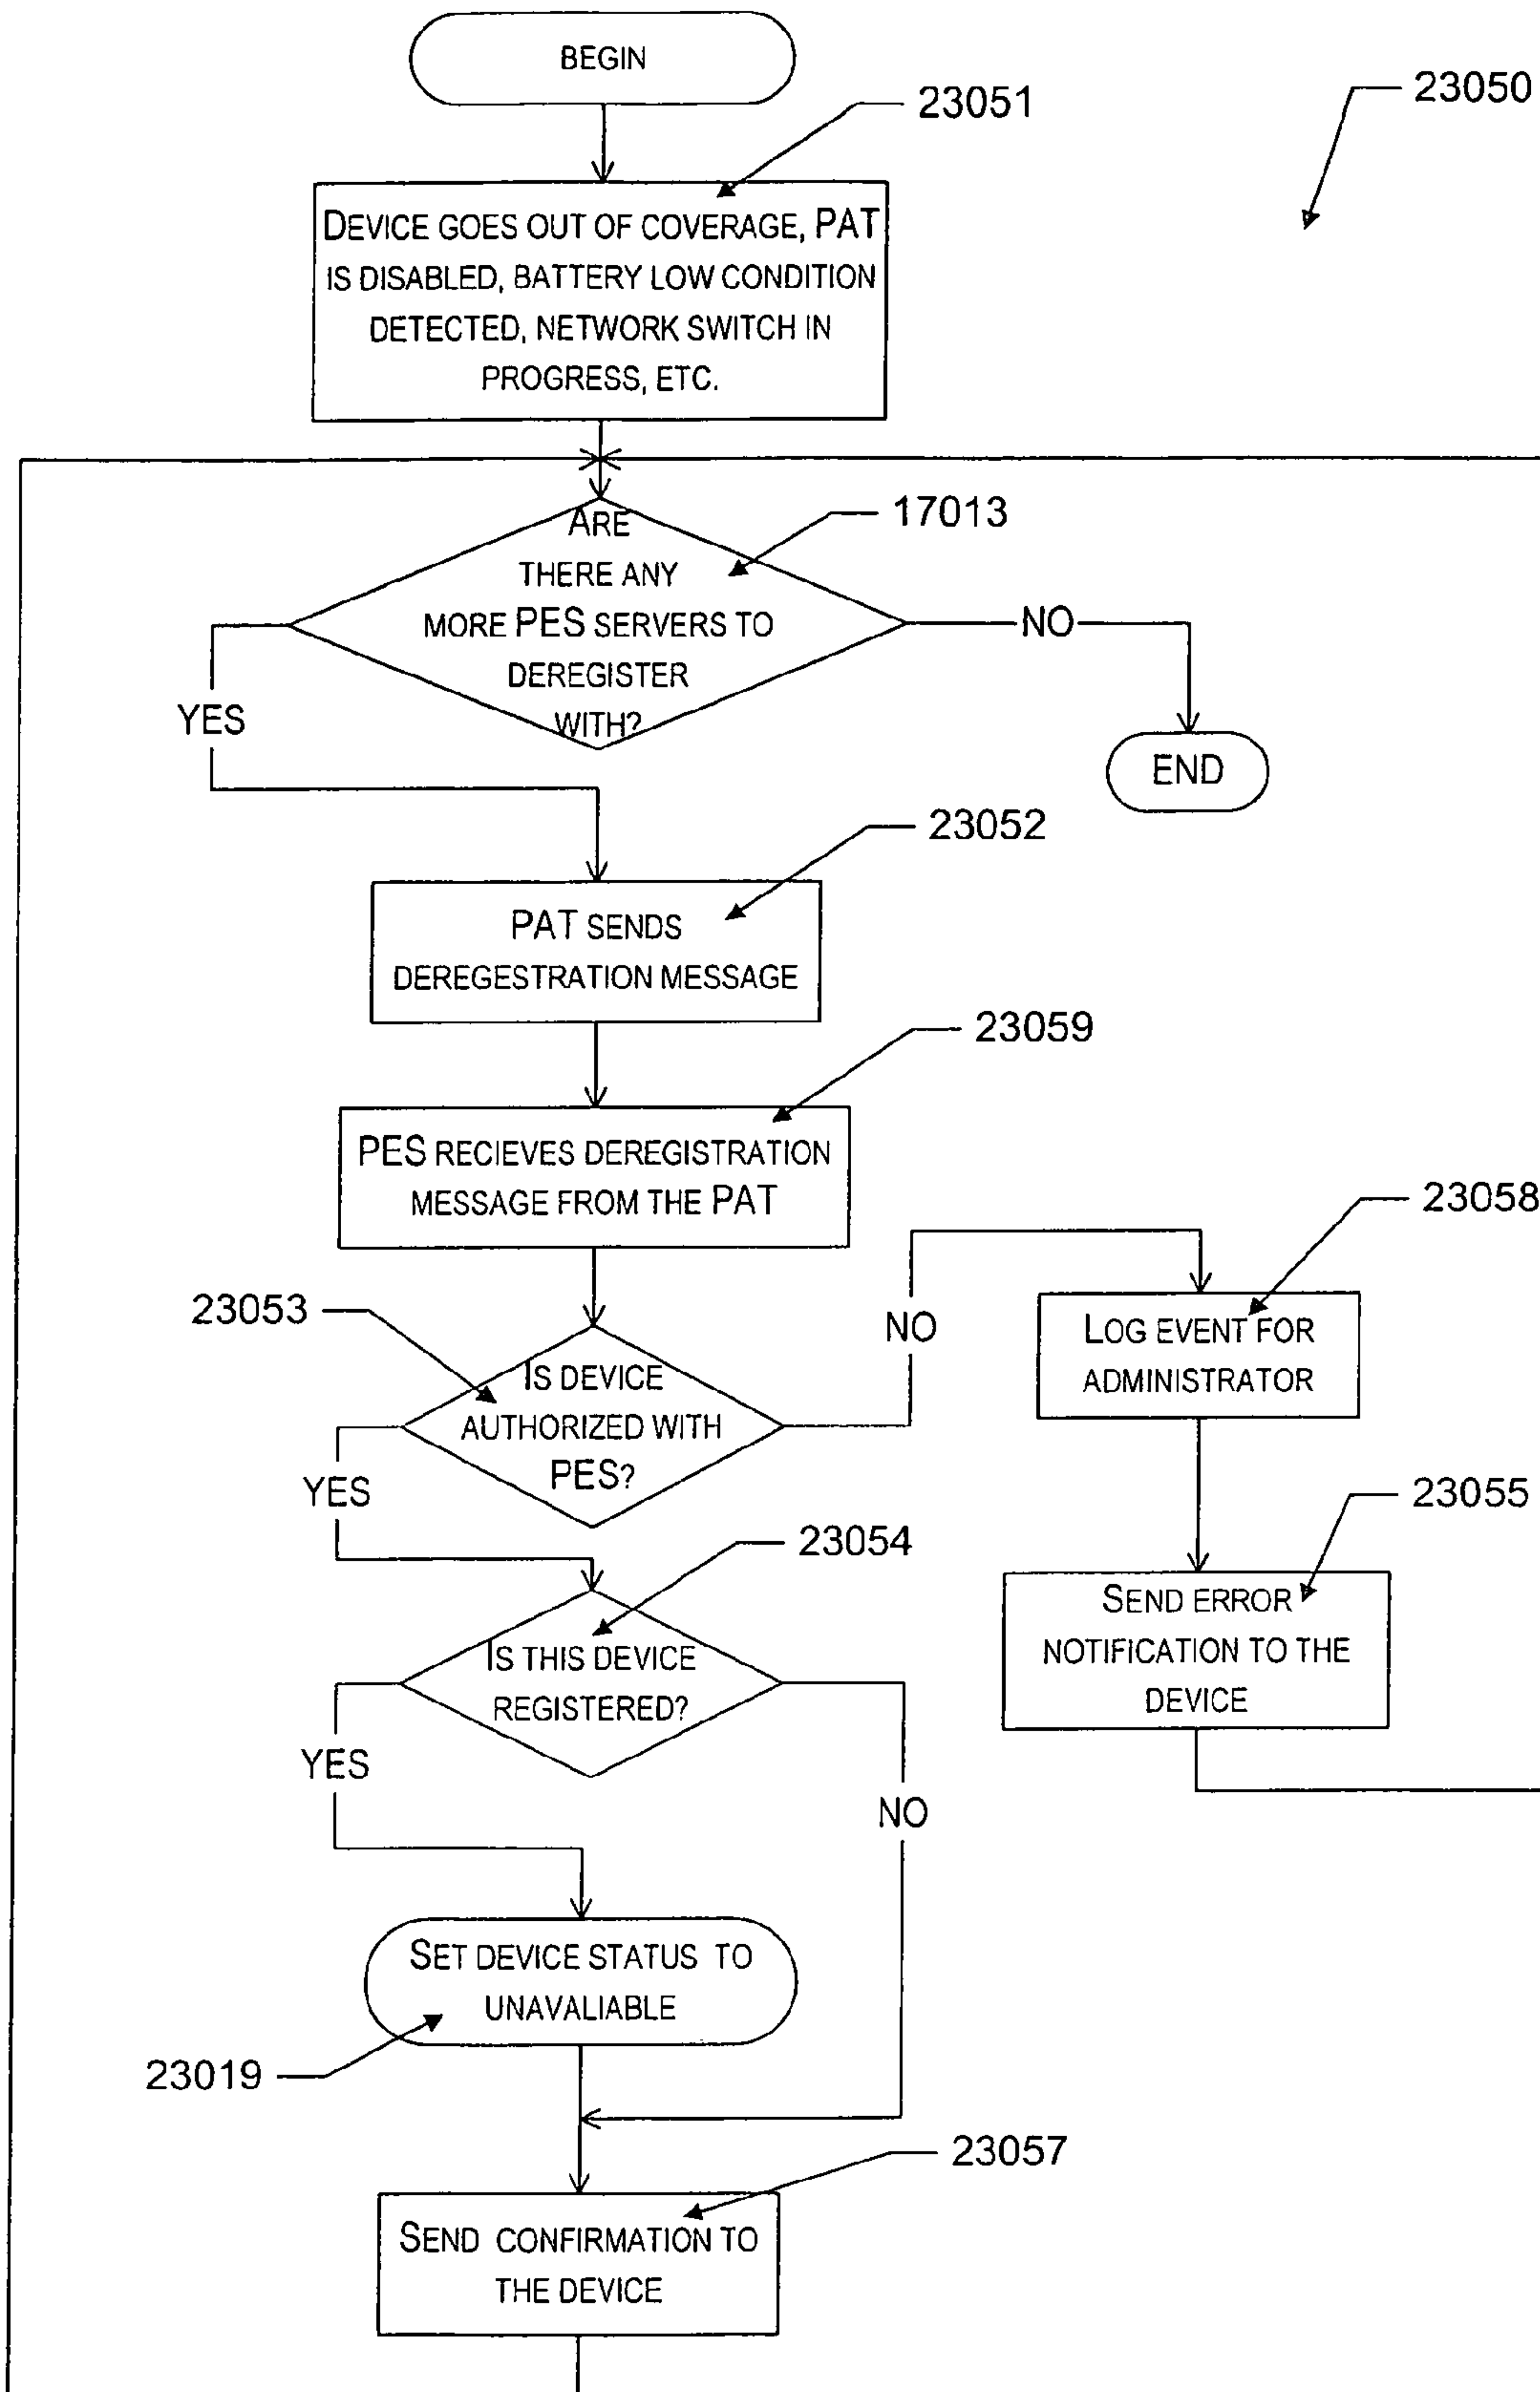 BEGIN
23051
23050
DEVICE GOES OUT OF COVERAGE, PAT
IS DISABLED, BATTERY LOW CONDITION
DETECTED, NETWORK SWITCH IN
PROGRESS, ETC.
17013
ARE
THERE ANY
MORE PES SERVERS TO
DEREGISTER
WITH?
NO
YES
END
23052
PAT SENDS
DEREGESTRATION MESSAGE
23059
PES RECIEVES DEREGISTRATION
MESSAGE FROM THE PAT
23058
23053
NO
LOG EVENT FOR
ADMINISTRATOR
IS DEVICE
AUTHORIZED WITH
PES?
YES
23055
23054
SEND ERROR
NOTIFICATION TO THE
DEVICE
IS THIS DEVICE
REGISTERED?
YES
NO
SET DEVICE STATUS TO
UNAVALIABLE
23019
23057
SEND CONFIRMATION TO
THE DEVICE